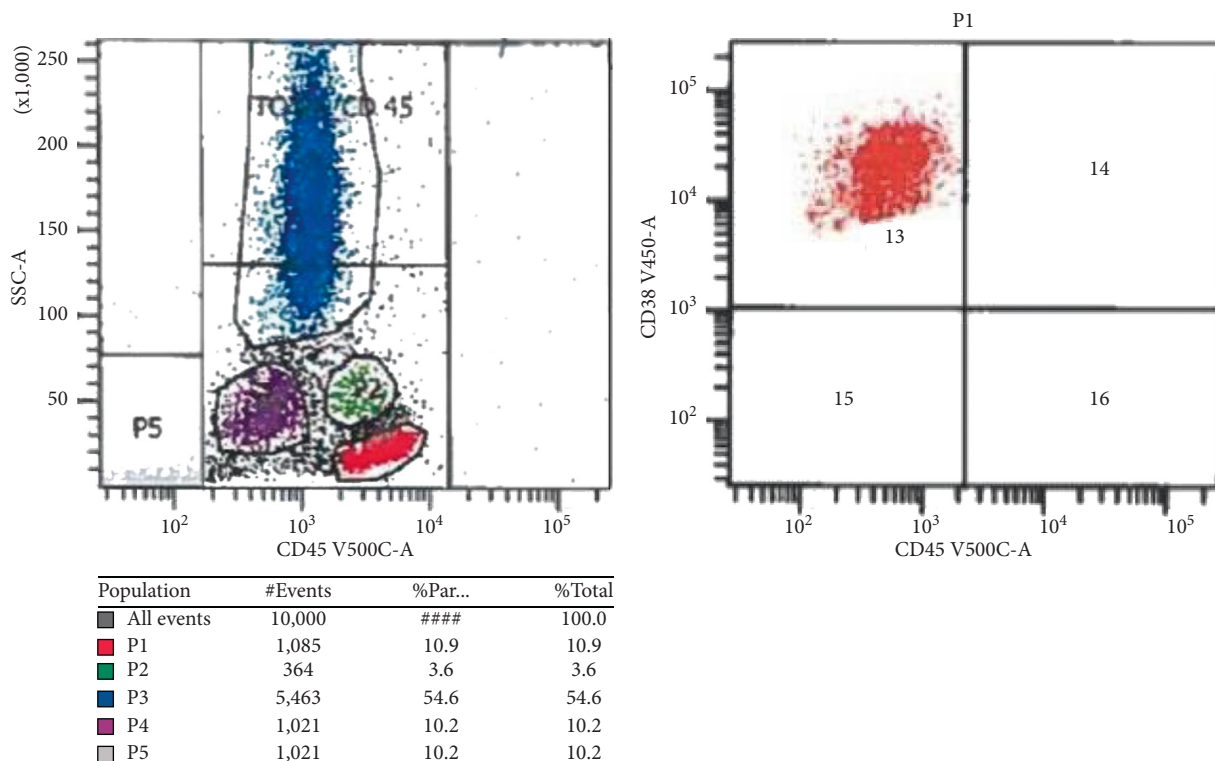 (x1,000)
SSC-A
250
200
150
100
50
P5
10²
10³
10⁴
10⁵
CD45 V500C-A
P1
CD38 V450-A
10⁵
10⁴
10³
10²
13
14
15
16
10²
10³
10⁴
10⁵
CD45 V500C-A
Population #Events %Par... %Total
All events 10,000 #### 100.0
P1 1,085 10.9 10.9
P2 364 3.6 3.6
P3 5,463 54.6 54.6
P4 1,021 10.2 10.2
P5 1,021 10.2 10.2